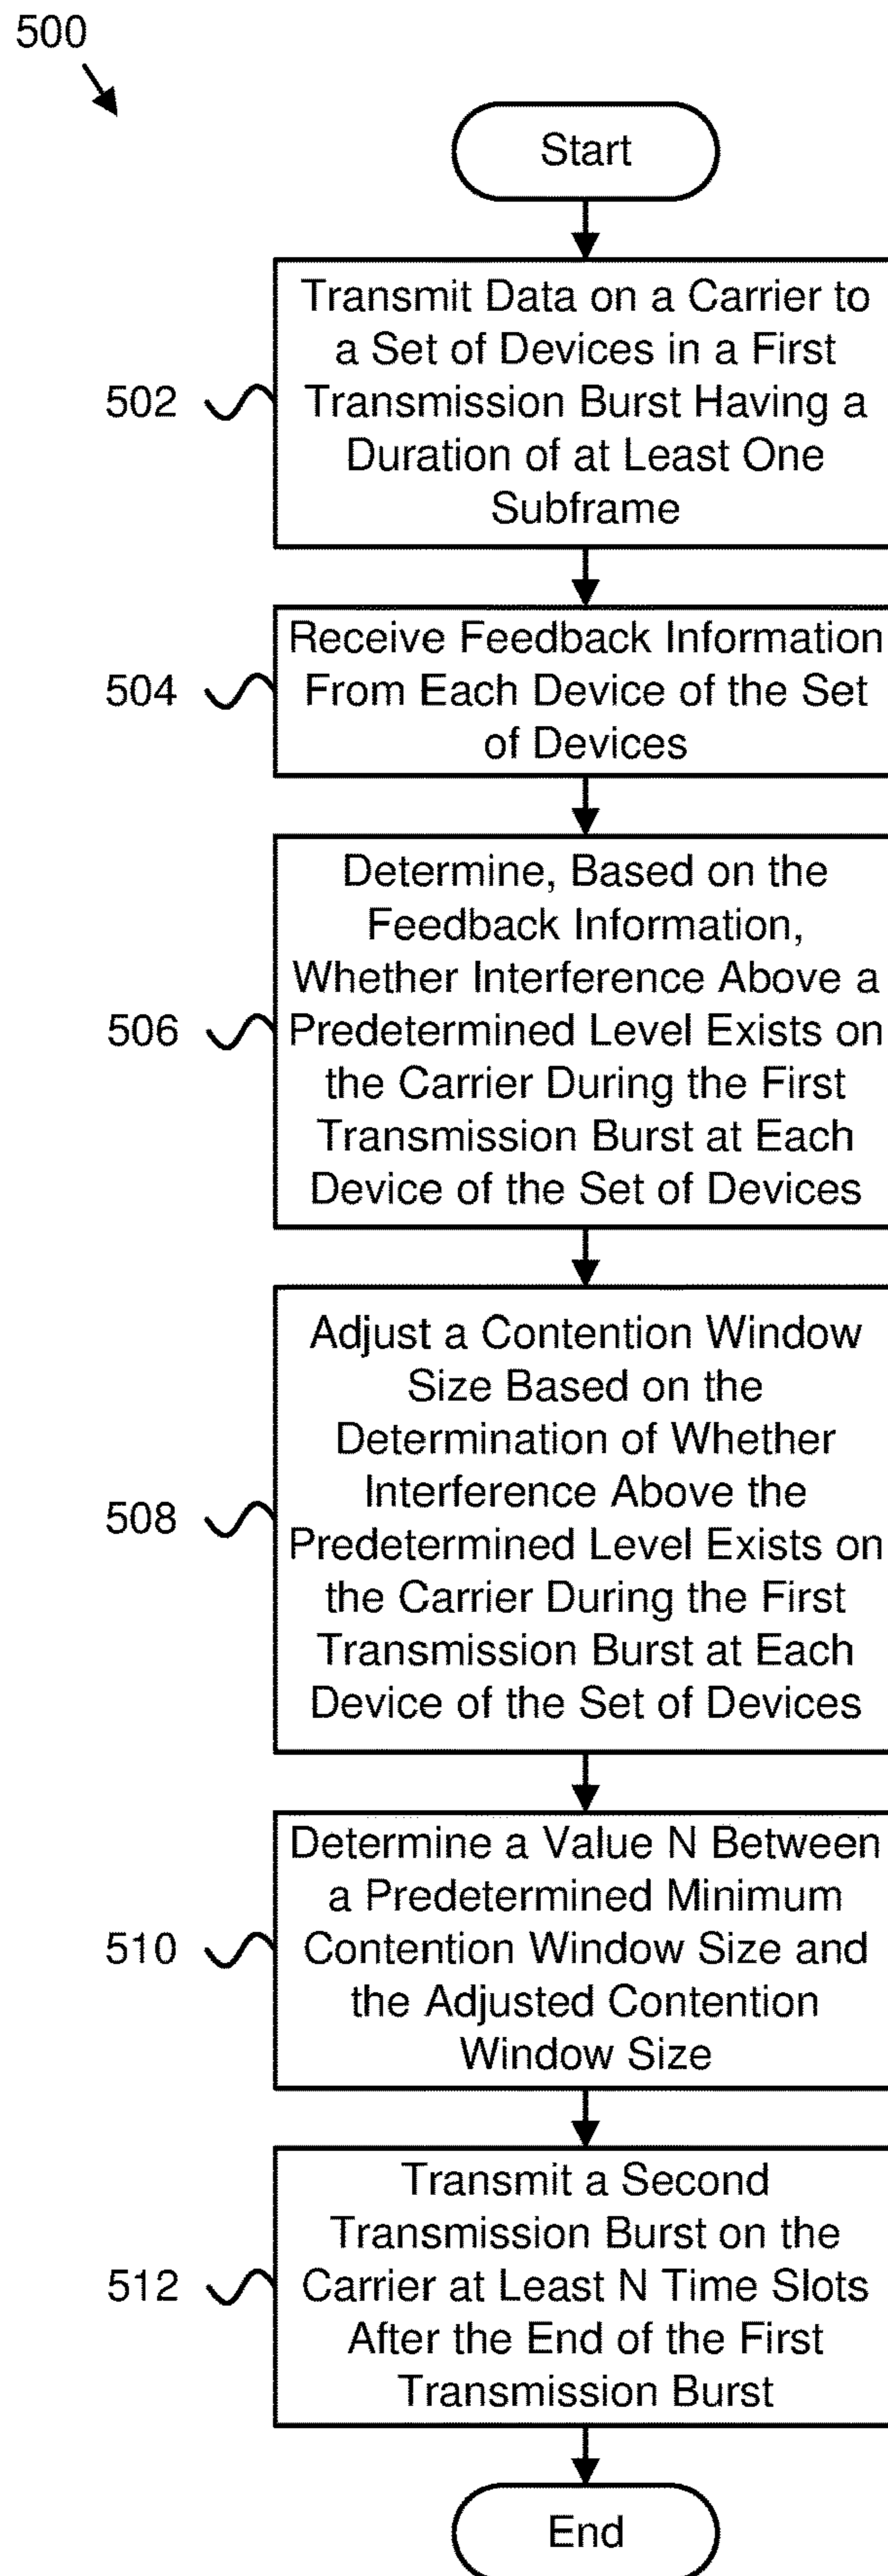 500
Start
502
Transmit Data on a Carrier to
a Set of Devices in a First
Transmission Burst Having a
Duration of at Least One
Subframe
504
Receive Feedback Information
From Each Device of the Set
of Devices
506
Determine, Based on the
Feedback Information,
Whether Interference Above a
Predetermined Level Exists on
the Carrier During the First
Transmission Burst at Each
Device of the Set of Devices
508
Adjust a Contention Window
Size Based on the
Determination of Whether
Interference Above the
Predetermined Level Exists on
the Carrier During the First
Transmission Burst at Each
Device of the Set of Devices
510
Determine a Value N Between
a Predetermined Minimum
Contention Window Size and
the Adjusted Contention
Window Size
512
Transmit a Second
Transmission Burst on the
Carrier at Least N Time Slots
After the End of the First
Transmission Burst
End